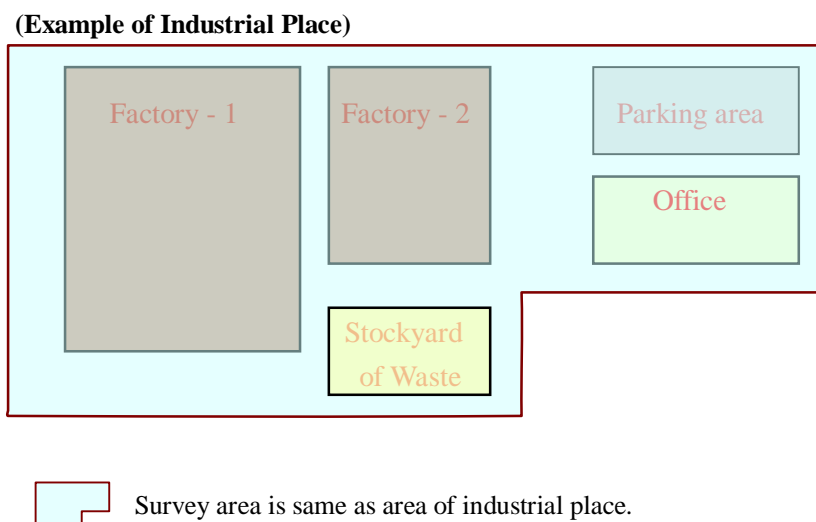 (Example of Industrial Place)
Factory - 1
Factory - 2
Parking area
Office
Stockyard
of Waste
Survey area is same as area of industrial place.